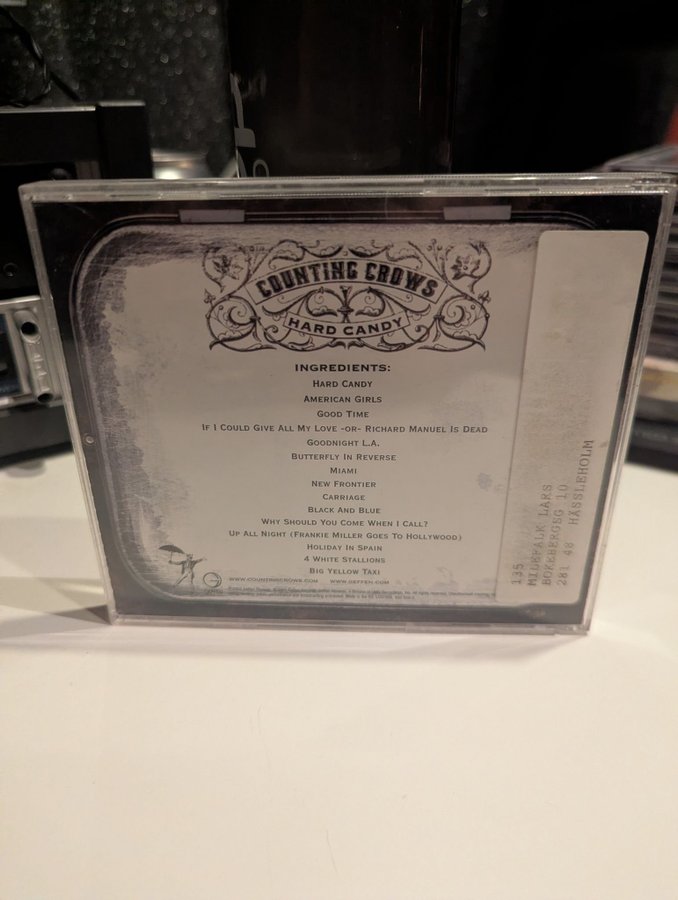 COUNTING CROWS
HARD CANDY
INGREDIENTS:
HARD CANDY
AMERICAN GIRLS
GOOD TIME
IF I COULD GIVE ALL MY LOVE -OR- RICHARD MANUEL IS DEAD
GOODNIGHT L.A.
BUTTERFLY IN REVERSE
MIAMI
NEW FRONTIER
CARRIAGE
BLACK AND BLUE
WHY SHOULD YOU COME WHEN I CALL?
UP ALL NIGHT (FRANKIE MILLER GOES TO HOLLYWOOD)
HOLIDAY IN SPAIN
4 WHITE STALLIONS
BIG YELLOW TAXI
WWW.COUNTINGCROWS.COM WWW.GEFFEN.COM
135
MIDEFALK LARS
BOKEBERGSG 10
281 48 HÄSSLEHOLM